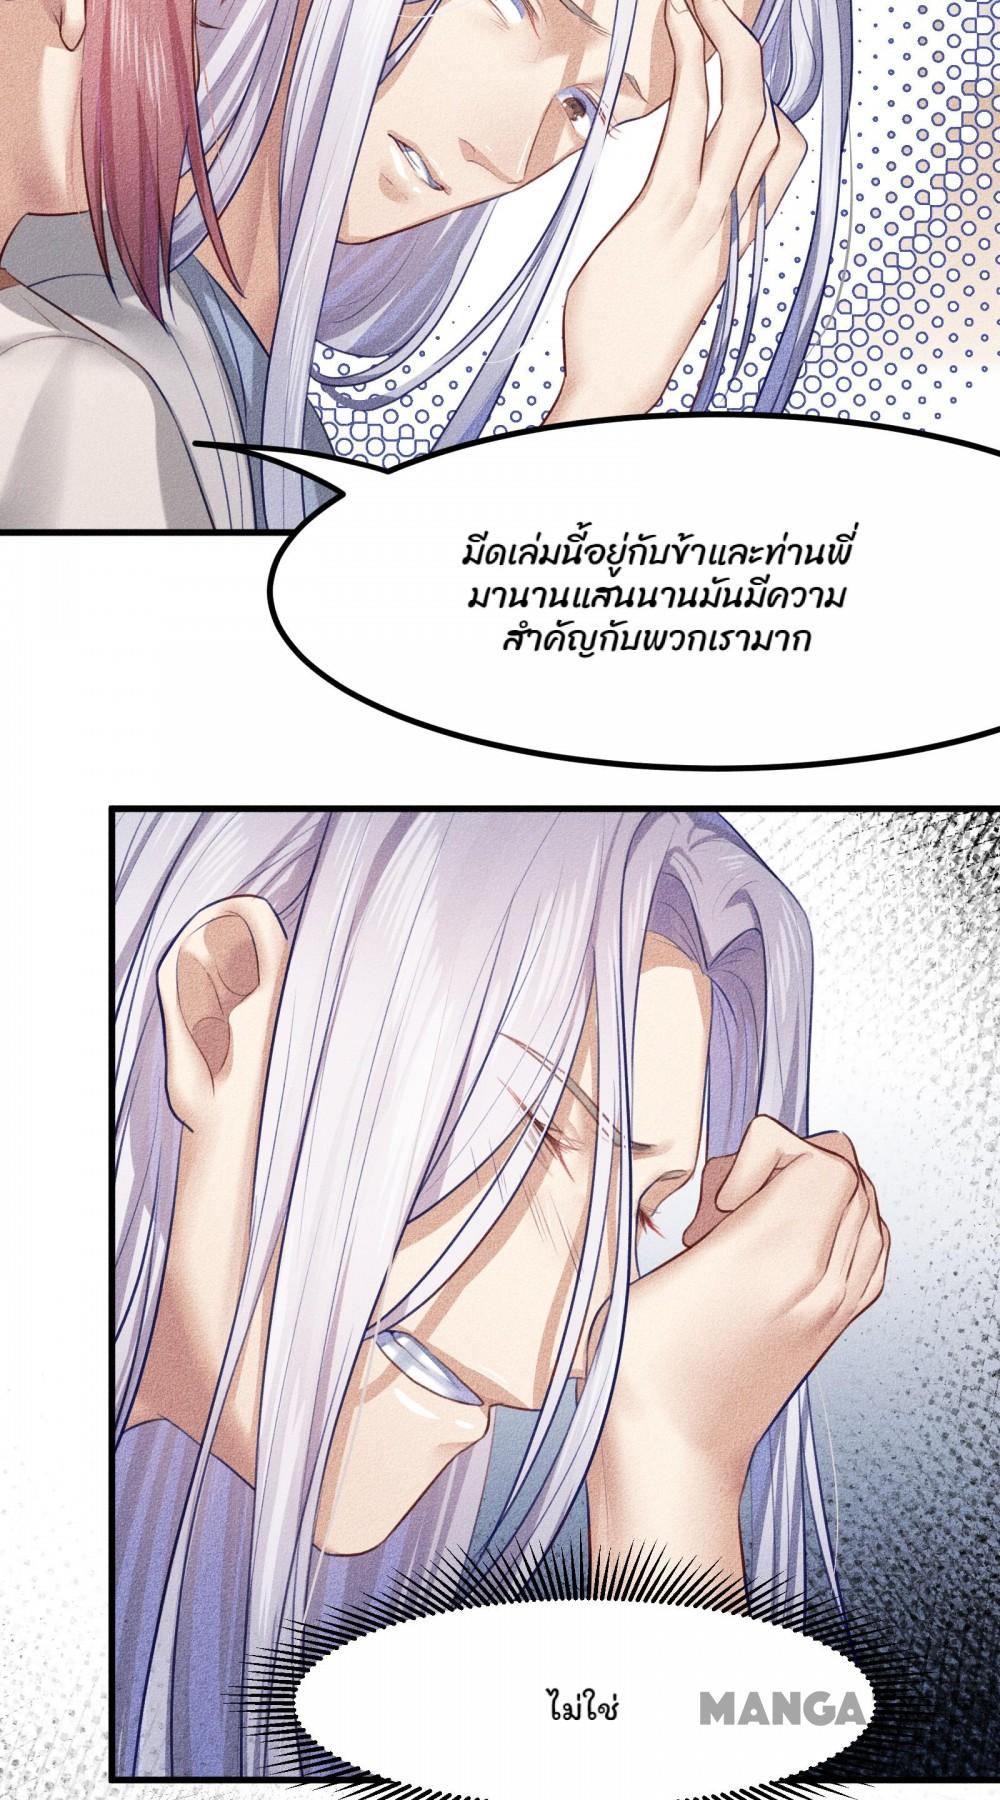 มีดเล่มนี้อยู่กับข้าและท่านพี่
มานานแสนนานมันมีความ
สำคัญกับพวกเรามาก
ไม่ใช่
MANGA